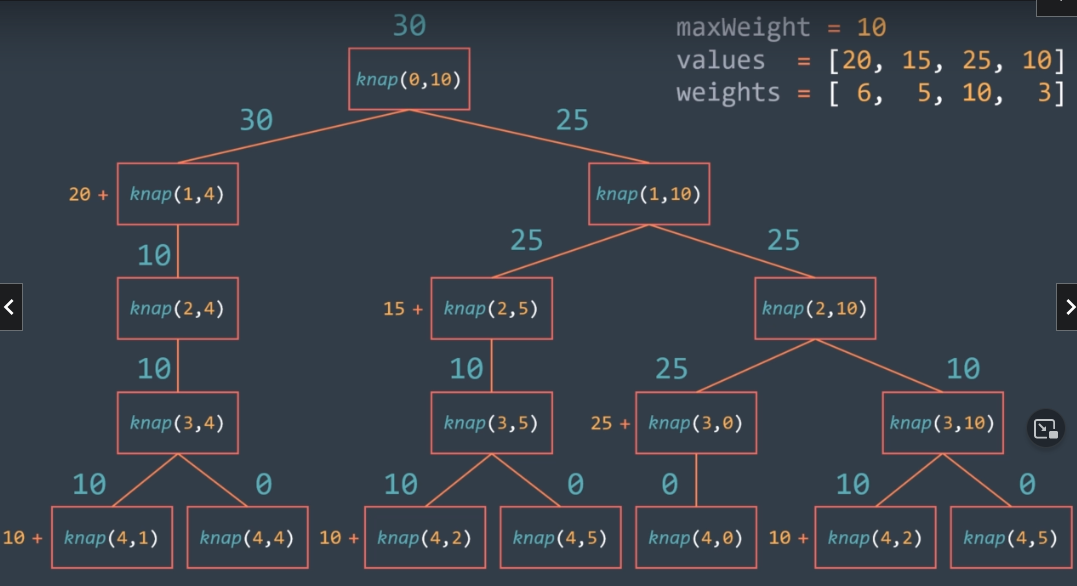 30
maxWeight = 10
values = [20, 15, 25, 10]
weights = [ 6, 5, 10, 3]
knap(0,10)
30 25
20 + knap(1,4) knap(1,10)
10 25 25
knap(2,4) 15 + knap(2,5) knap(2,10)
10 10 25 10
knap(3,4) knap(3,5) 25 + knap(3,0) knap(3,10)
10 0 10 0 0 10 0
10 + knap(4,1) knap(4,4) 10 + knap(4,2) knap(4,5) knap(4,0) 10 + knap(4,2) knap(4,5)